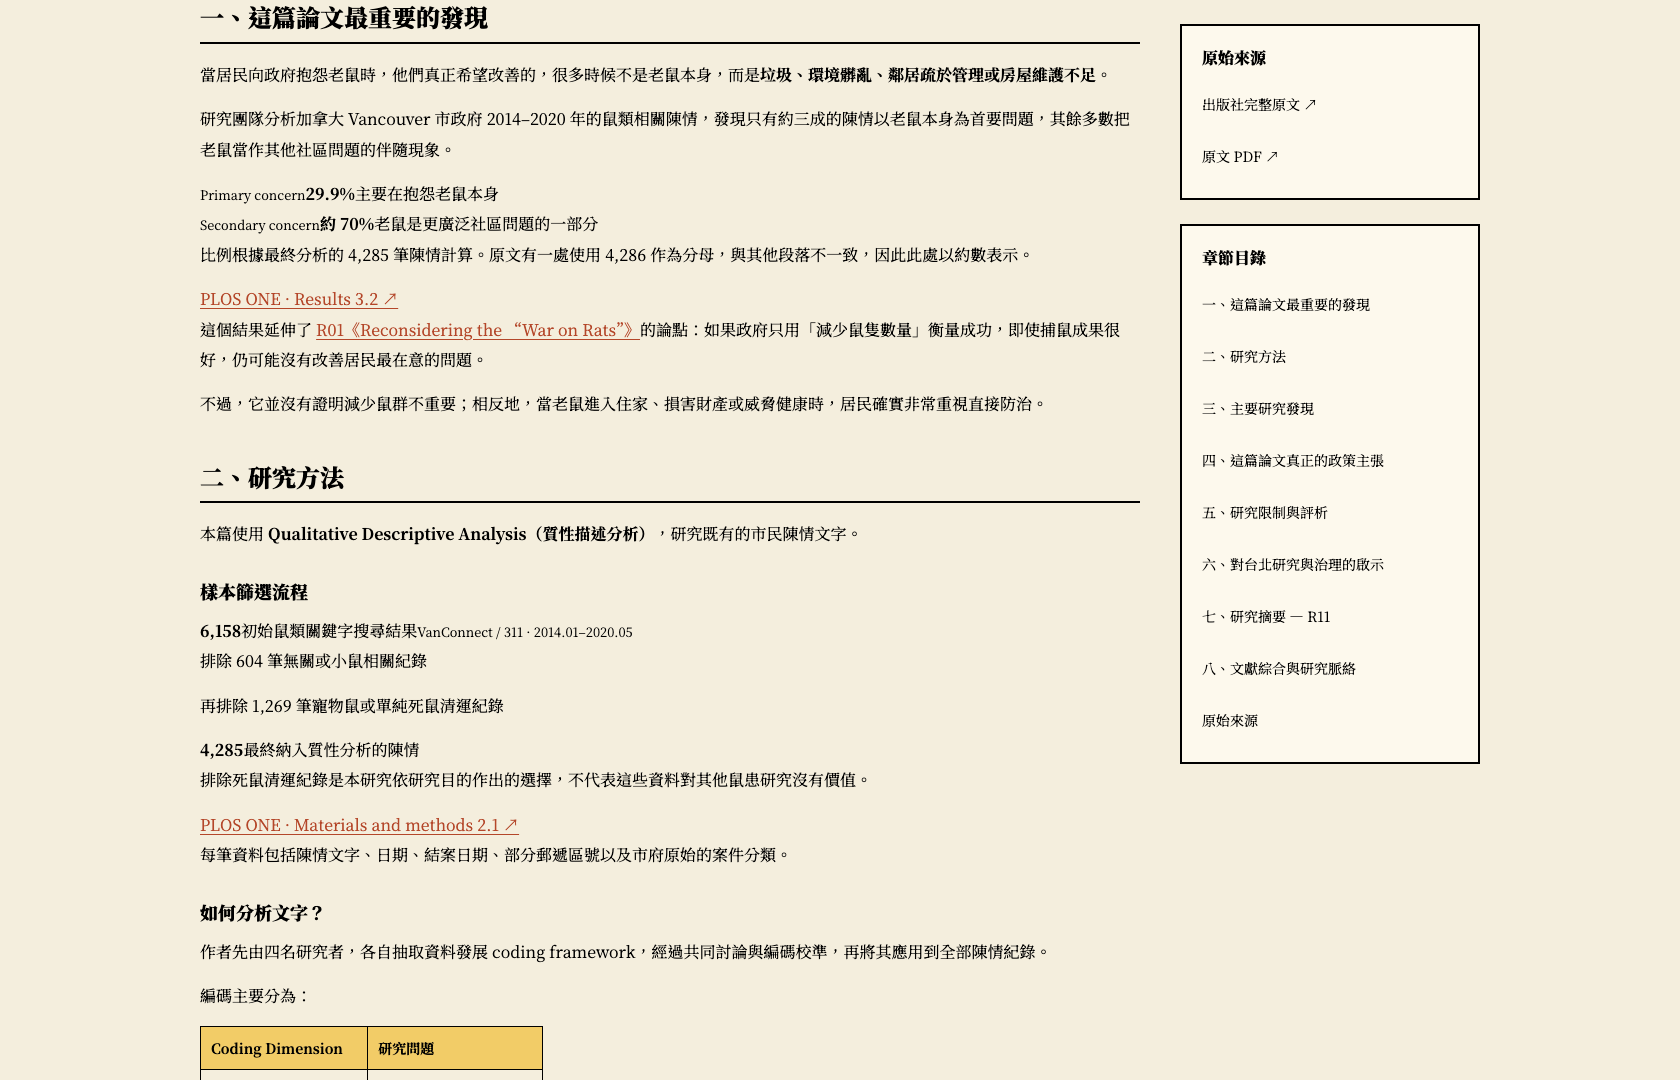 一、這篇論文最重要的發現
當居民向政府抱怨老鼠時，他們真正希望改善的，很多時候不是老鼠本身，而是垃圾、環境髒亂、鄰居疏於管理或房屋維護不足。
研究團隊分析加拿大 Vancouver 市政府 2014–2020 年的鼠類相關陳情，發現只有約三成的陳情以老鼠本身為首要問題，其餘多數把
老鼠當作其他社區問題的伴隨現象。
Primary concern29.9%主要在抱怨老鼠本身
Secondary concern約 70%老鼠是更廣泛社區問題的一部分
比例根據最終分析的 4,285 筆陳情計算。原文有一處使用 4,286 作為分母，與其他段落不一致，因此此處以約數表示。
PLOS ONE · Results 3.2 ↗
這個結果延伸了 R01《Reconsidering the “War on Rats”》的論點：如果政府只用「減少鼠隻數量」衡量成功，即使捕鼠成果很
好，仍可能沒有改善居民最在意的問題。
不過，它並沒有證明減少鼠群不重要；相反地，當老鼠進入住家、損害財產或威脅健康時，居民確實非常重視直接防治。
二、研究方法
本篇使用 Qualitative Descriptive Analysis（質性描述分析），研究既有的市民陳情文字。
樣本篩選流程
6,158初始鼠類關鍵字搜尋結果VanConnect / 311 · 2014.01–2020.05
排除 604 筆無關或小鼠相關紀錄
再排除 1,269 筆寵物鼠或單純死鼠清運紀錄
4,285最終納入質性分析的陳情
排除死鼠清運紀錄是本研究依研究目的作出的選擇，不代表這些資料對其他鼠患研究沒有價值。
PLOS ONE · Materials and methods 2.1 ↗
每筆資料包括陳情文字、日期、結案日期、部分郵遞區號以及市府原始的案件分類。
如何分析文字？
作者先由四名研究者，各自抽取資料發展 coding framework，經過共同討論與編碼校準，再將其應用到全部陳情紀錄。
編碼主要分為：
Coding Dimension 研究問題
原始來源
出版社完整原文 ↗
原文 PDF ↗
章節目錄
一、這篇論文最重要的發現
二、研究方法
三、主要研究發現
四、這篇論文真正的政策主張
五、研究限制與評析
六、對台北研究與治理的啟示
七、研究摘要 — R11
八、文獻綜合與研究脈絡
原始來源